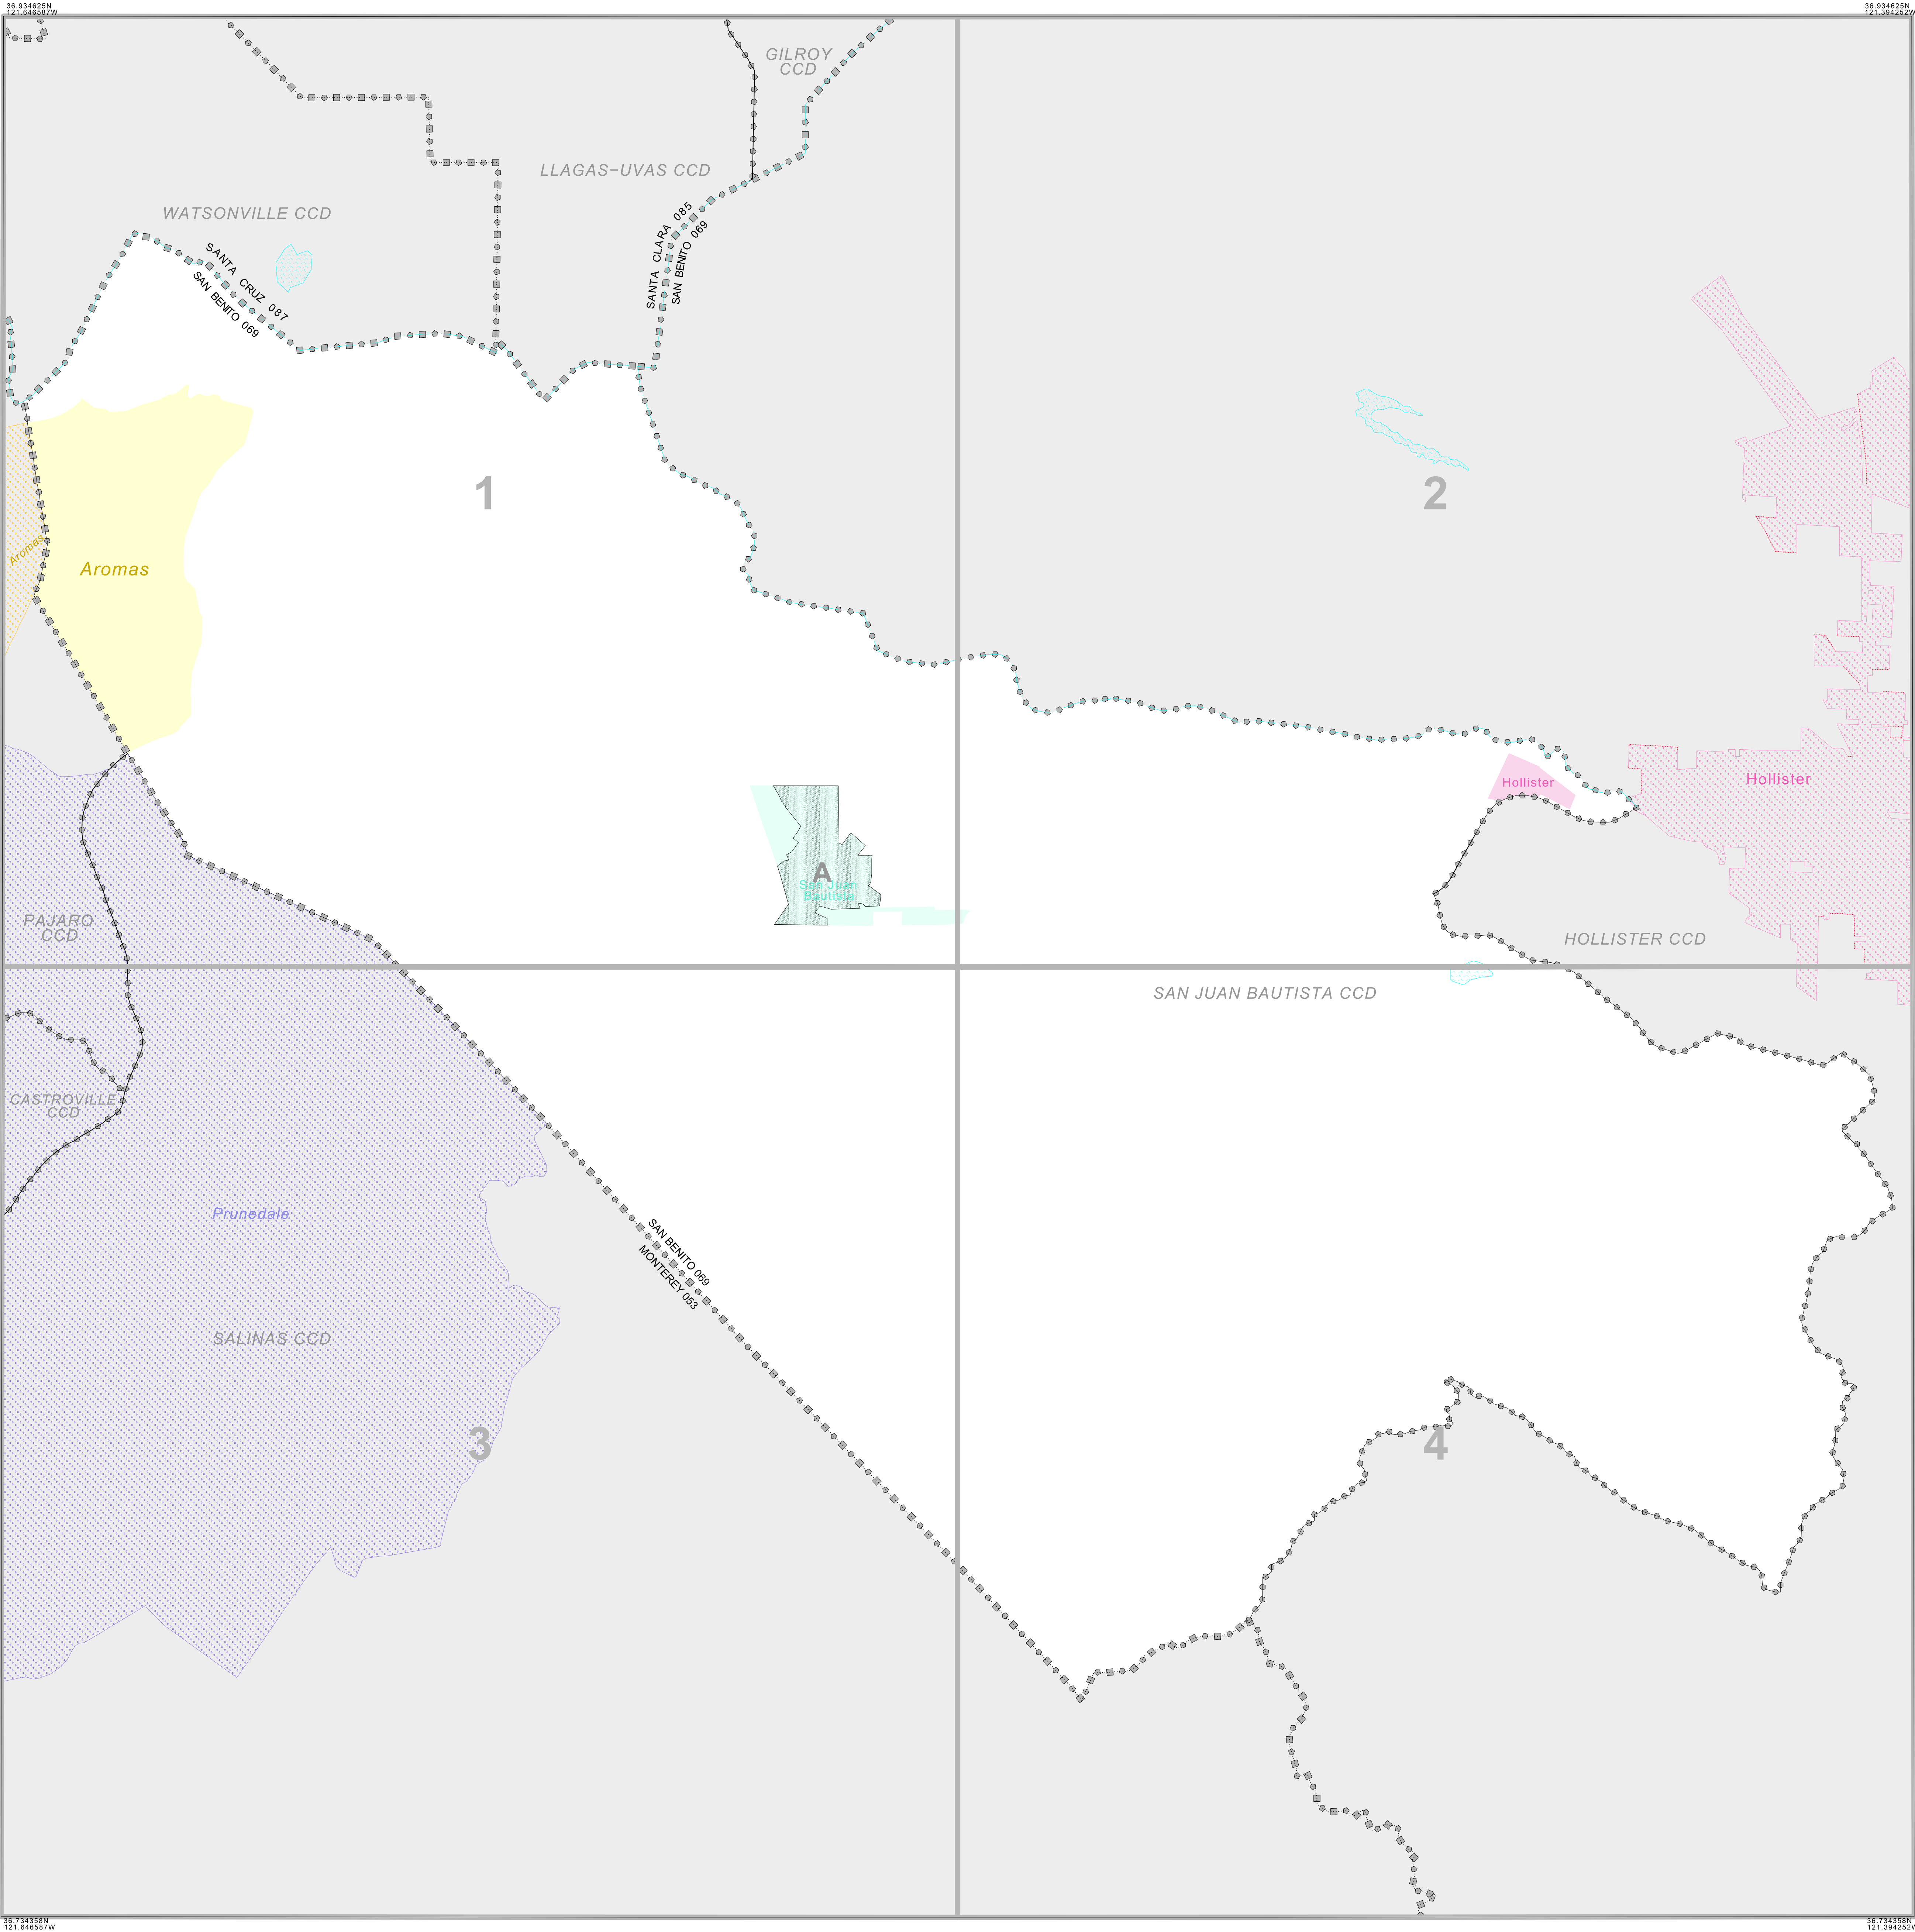 36.934625N
121.646587W
36.934625N
121.394252W
GILROY
CCD
LLAGAS-UVAS CCD
WATSONVILLE CCD
SANTA CRUZ 087
SAN BENITO 069
SANTA CLARA 085
SAN BENITO 069
1
2
Aromas
Aromas
Hollister
Hollister
A
San Juan
Bautista
PAJARO
CCD
HOLLISTER CCD
SAN JUAN BAUTISTA CCD
CASTROVILLE
CCD
Prunedale
SAN BENITO 069
MONTEREY 053
SALINAS CCD
3
4
36.734358N
121.646587W
36.734358N
121.394252W